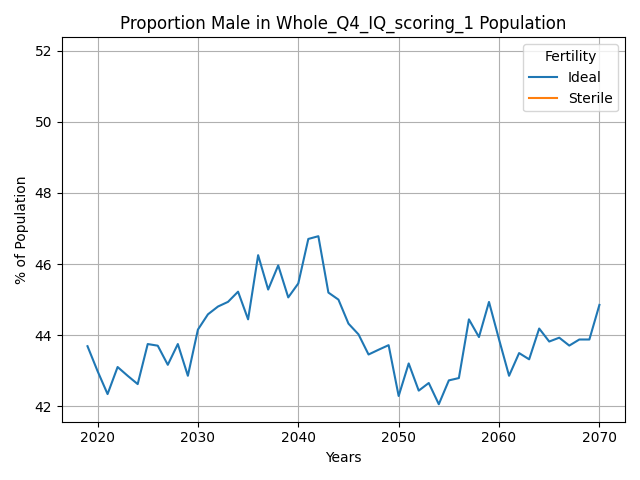 Proportion Male in Whole_Q4_IQ_scoring_1 Population
52
50
48
46
44
42
% of Population
Fertility
Ideal
Sterile
2020 2030 2040 2050 2060 2070
Years